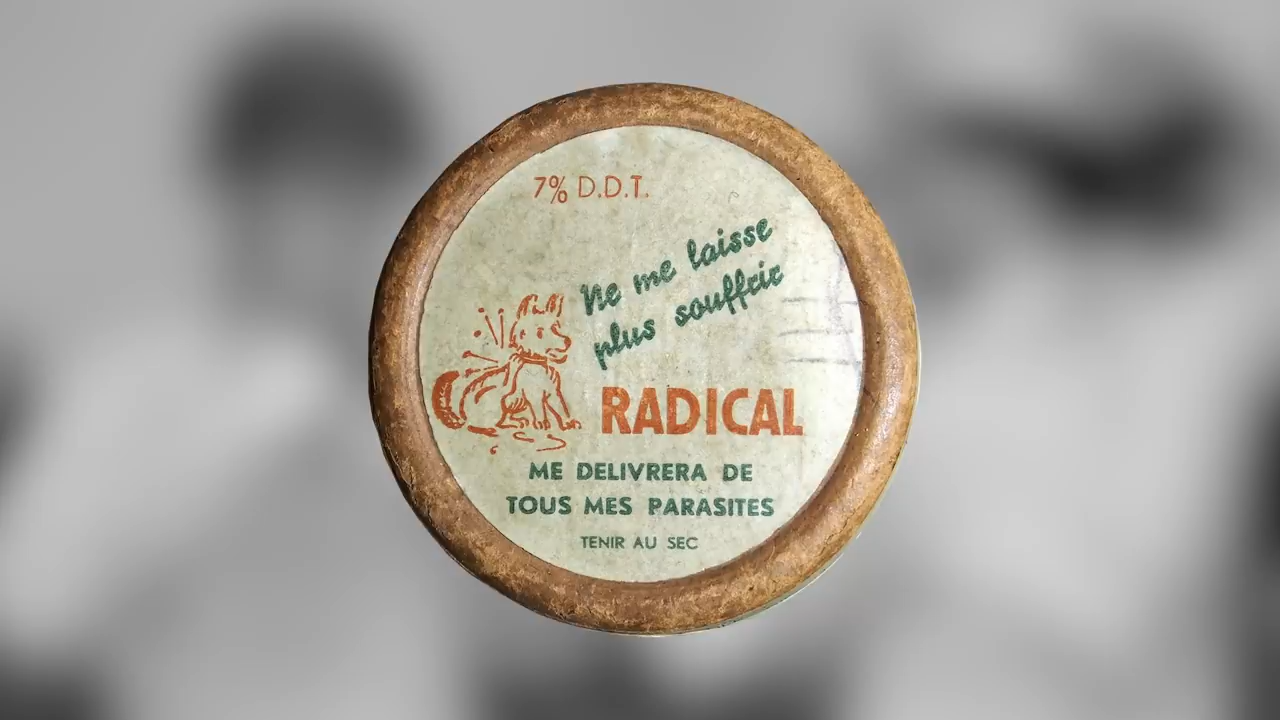 7% D.D.T.
Ne me laisse
plus souffrir
RADICAL
ME DELIVRERA DE
TOUS MES PARASITES
TENIR AU SEC